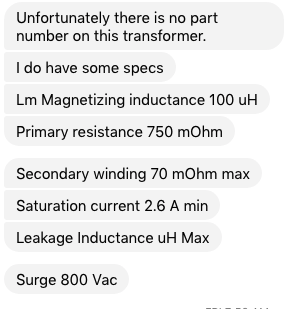 Unfortunately there is no part
number on this transformer.
I do have some specs
Lm Magnetizing inductance 100 uH
Primary resistance 750 mOhm
Secondary winding 70 mOhm max
Saturation current 2.6 A min
Leakage Inductance uH Max
Surge 800 Vac